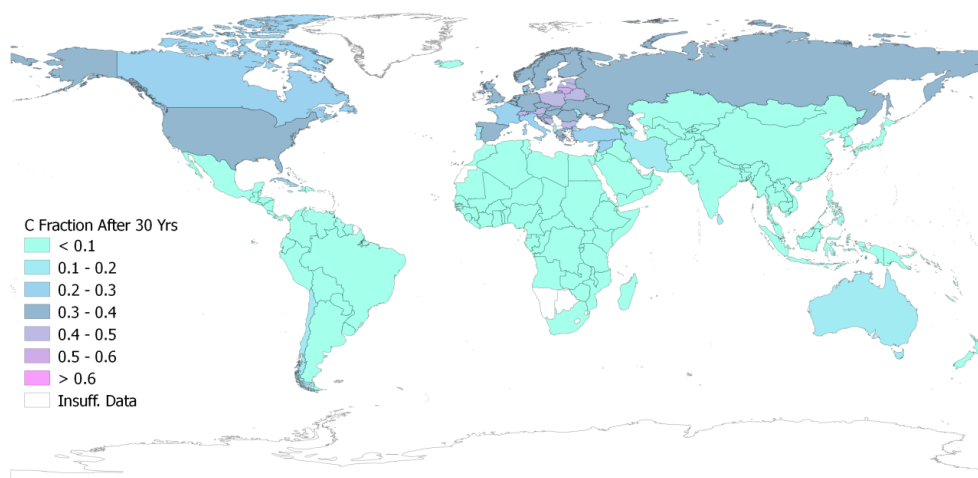 C Fraction After 30 Yrs
< 0.1
0.1 - 0.2
0.2 - 0.3
0.3 - 0.4
0.4 - 0.5
0.5 - 0.6
> 0.6
Insuff. Data